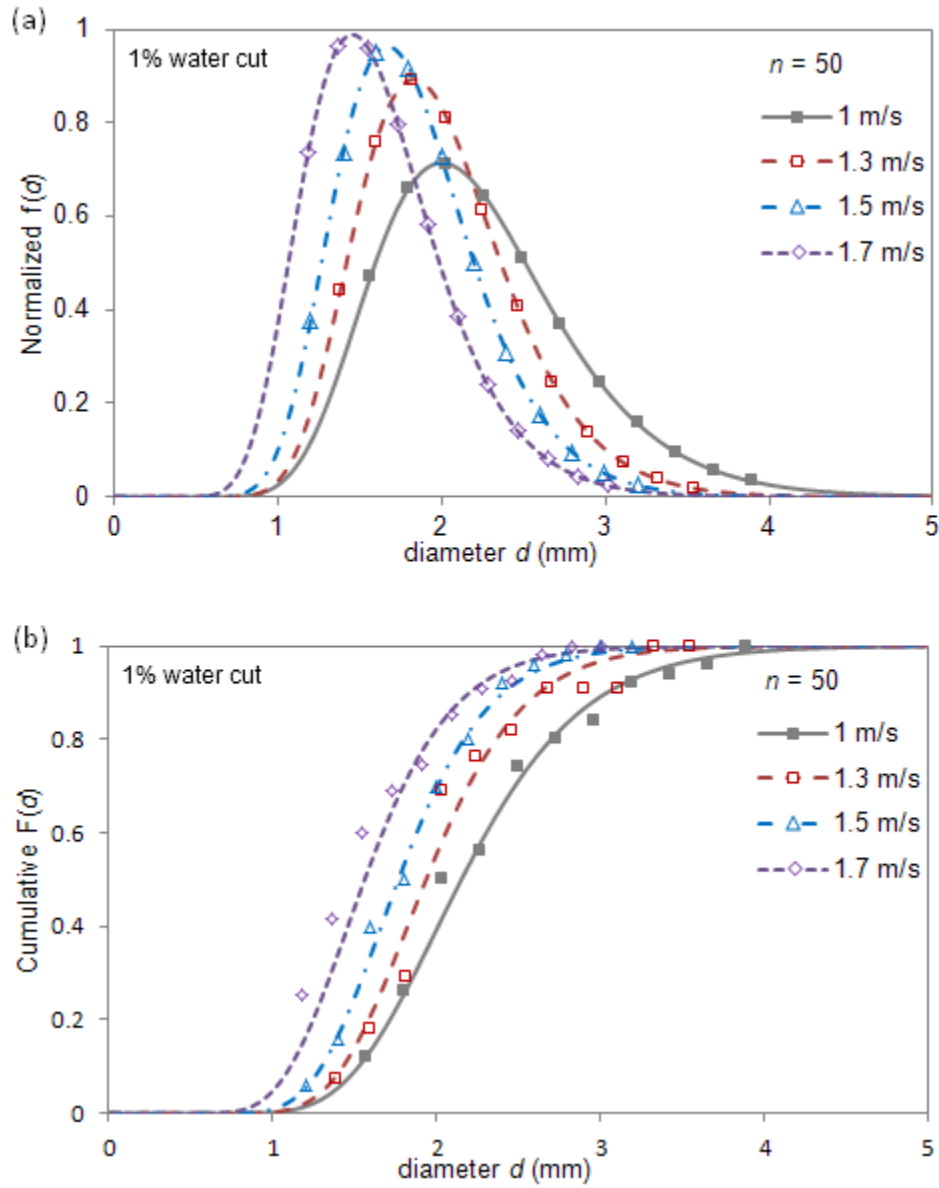 (a)
Normalized f(d)
1
0.8
0.6
0.4
0.2
0
1% water cut
n = 50
1 m/s
1.3 m/s
1.5 m/s
1.7 m/s
0 1 2 3 4 5
diameter d (mm)
(b)
Cumulative F(d)
1
0.8
0.6
0.4
0.2
0
1% water cut
n = 50
1 m/s
1.3 m/s
1.5 m/s
1.7 m/s
0 1 2 3 4 5
diameter d (mm)